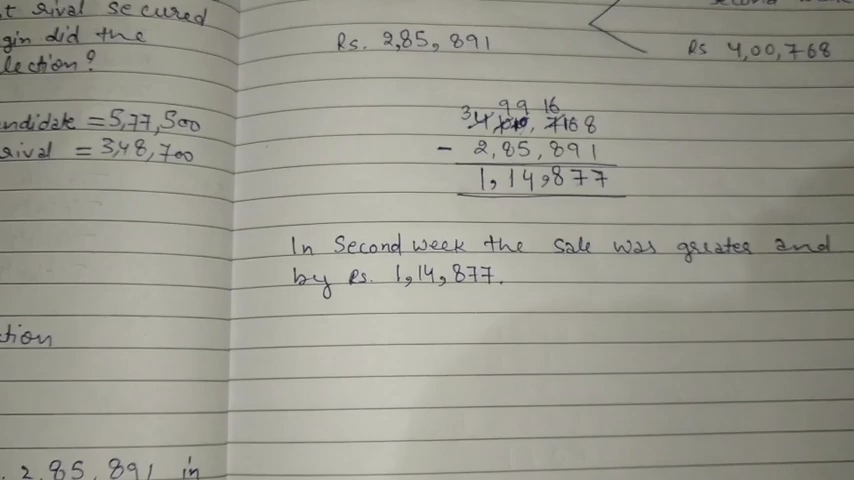 t rival secured
gin did the
lection?
ndidate = 5,77,500
rival = 3,48,700
tion
2,85,891 in
Rs. 2,85,891
Rs 4,00,768
3 9 9 16
4,00,768
- 2,85,891
1,14,877
In Second week the sale was greater and
by Rs. 1,14,877.